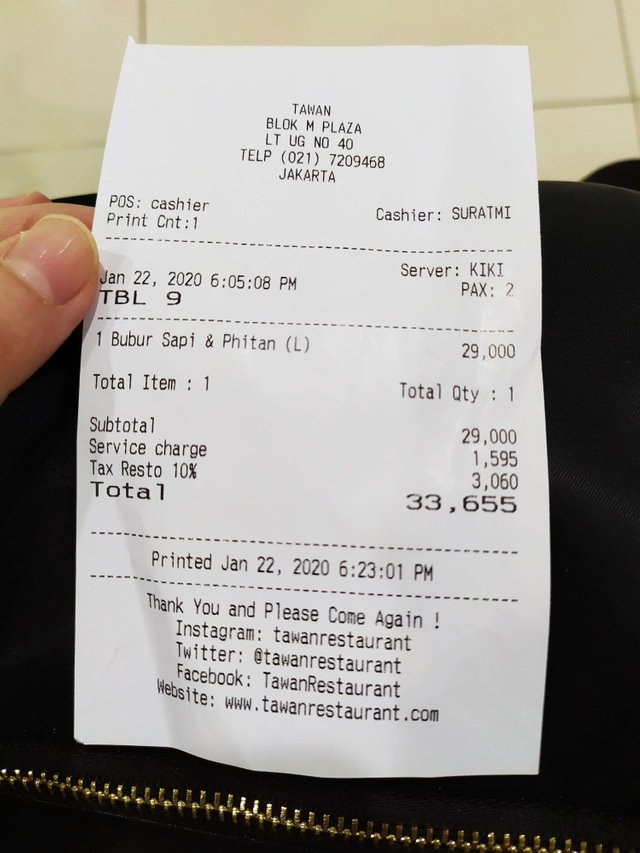 TAWAN
BLOK M PLAZA
LT UG NO 40
TELP (021) 7209468
JAKARTA
POS: cashier Cashier: SURATMI
Print Cnt:1
Server: KIKI
Jan 22, 2020 6:05:08 PM PAX: 2
TBL 9
1 Bubur Sapi & Phitan (L) 29,000
Total Item : 1 Total Qty : 1
Subtotal 29,000
Service charge 1,595
Tax Resto 10% 3,060
Total 33,655
Printed Jan 22, 2020 6:23:01 PM
Thank You and Please Come Again !
Instagram: tawanrestaurant
Twitter: @tawanrestaurant
Facebook: TawanRestaurant
Website: www.tawanrestaurant.com